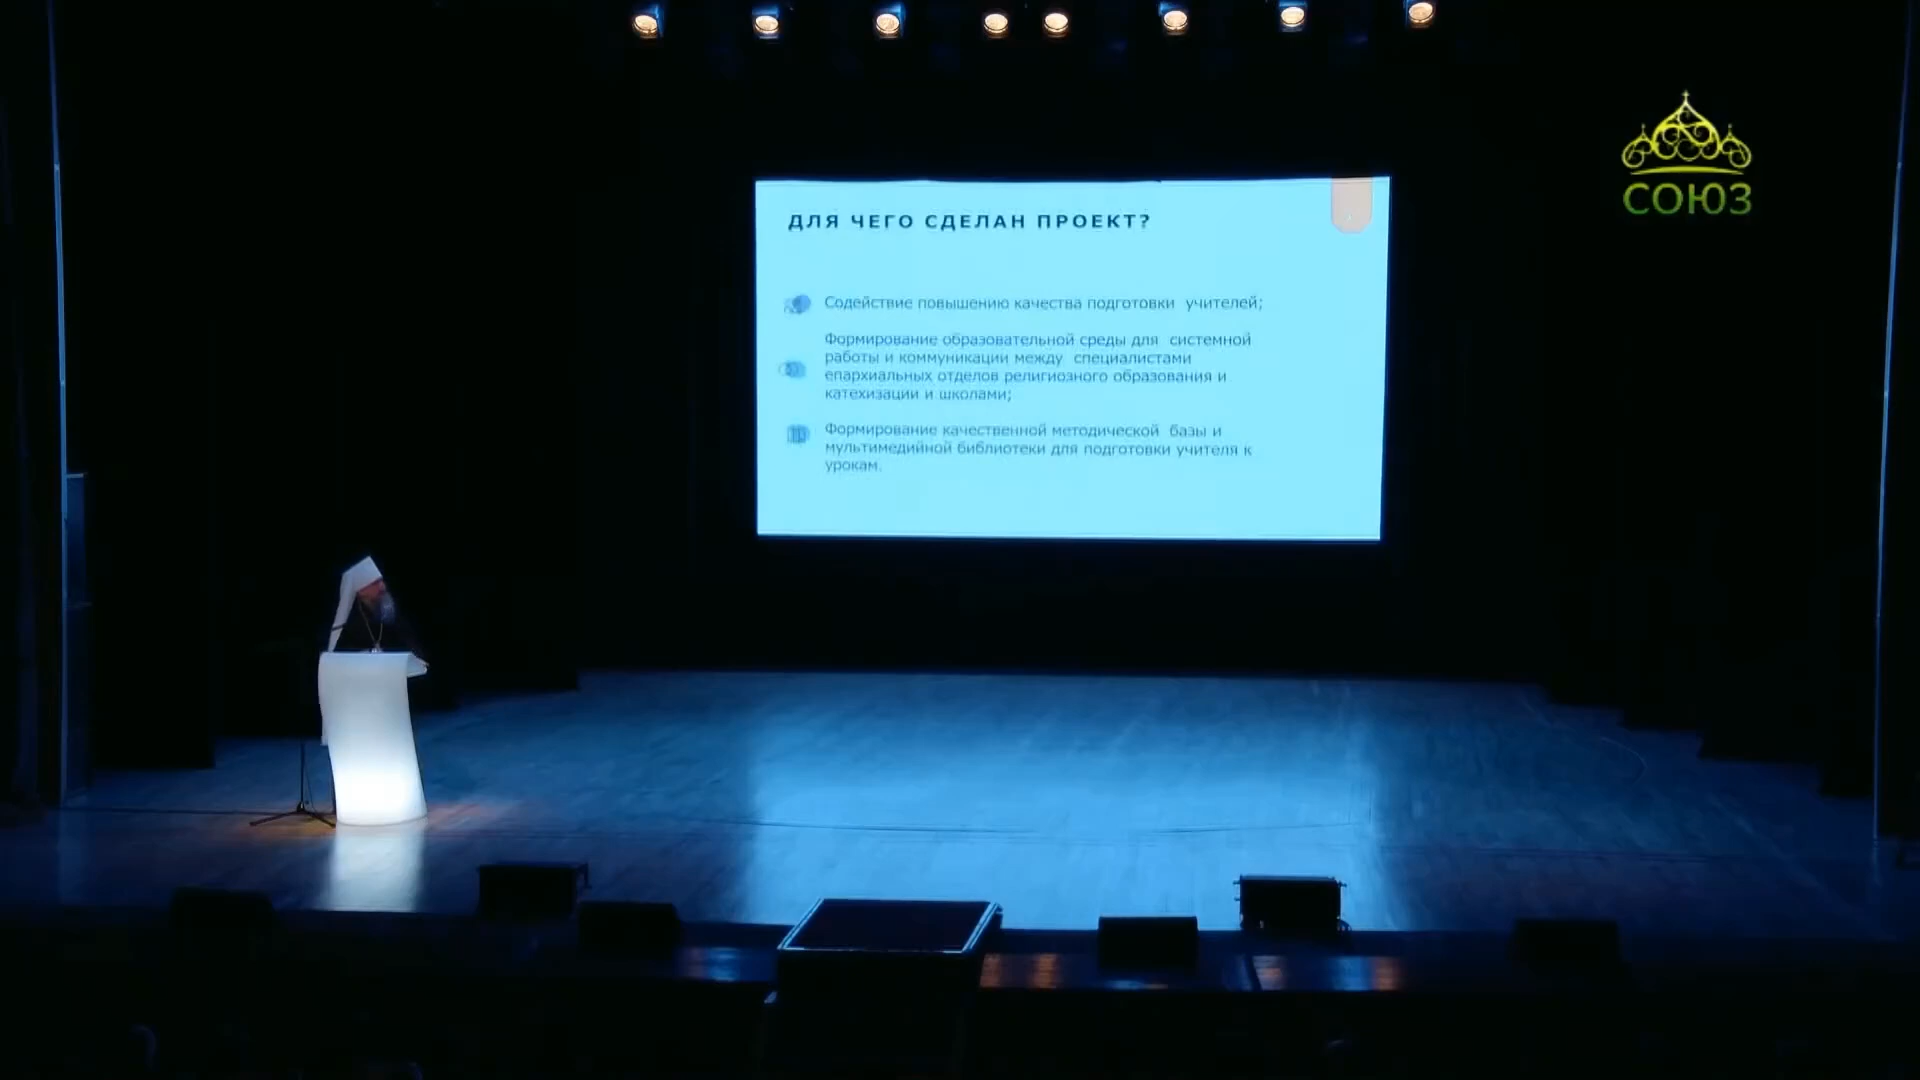 СОЮЗ
ДЛЯ ЧЕГО СДЕЛАН ПРОЕКТ?
Содействие повышению качества подготовки учителей;
Формирование образовательной среды для системной
работы и коммуникации между специалистами
епархиальных отделов религиозного образования и
катехизации и школами;
Формирование качественной методической базы и
мультимедийной библиотеки для подготовки учителя к
урокам.